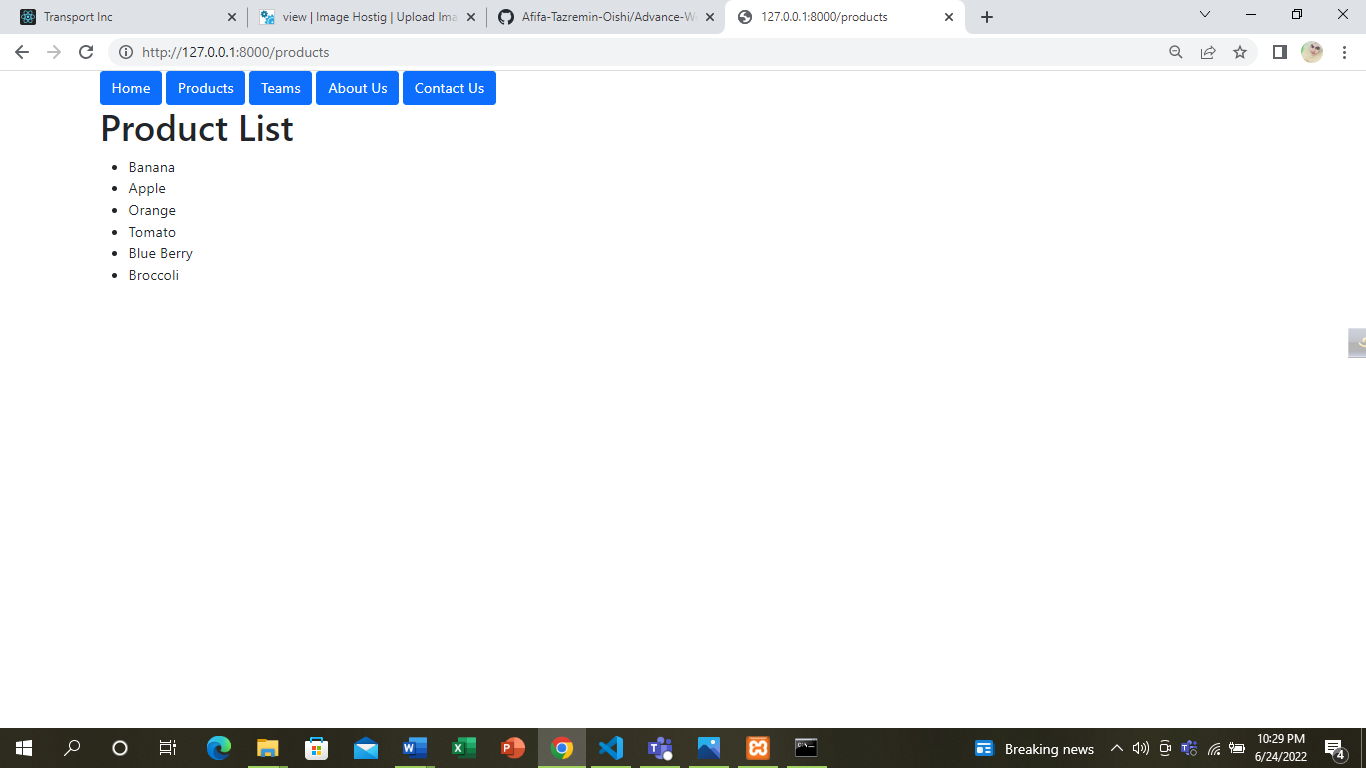 Transport Inc
view | Image Hostig | Upload Ima
Afifa-Tazremin-Oishi/Advance-We
127.0.0.1:8000/products
http://127.0.0.1:8000/products
Home Products Teams About Us Contact Us
Product List
Banana
Apple
Orange
Tomato
Blue Berry
Broccoli
Breaking news
10:29 PM
6/24/2022
4